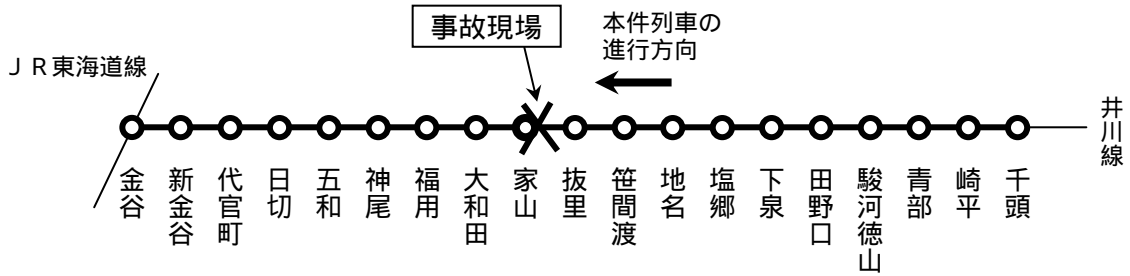 事故現場
本件列車の
進行方向
ＪＲ東海道線
井川線
金谷
新金谷
代官町
日切
五和
神尾
福用
大和田
家山
抜里
笹間渡
地名
塩郷
下泉
田野口
駿河徳山
青部
崎平
千頭